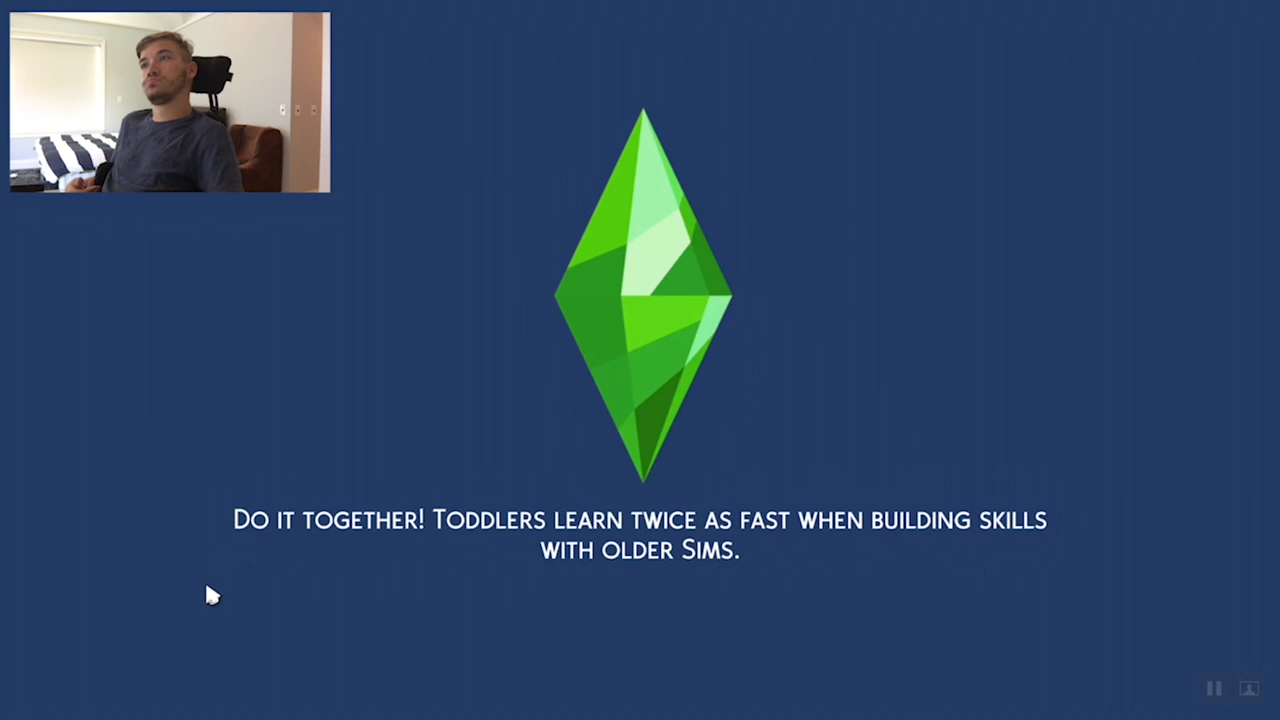 Do it together! Toddlers learn twice as fast when building skills
with older Sims.